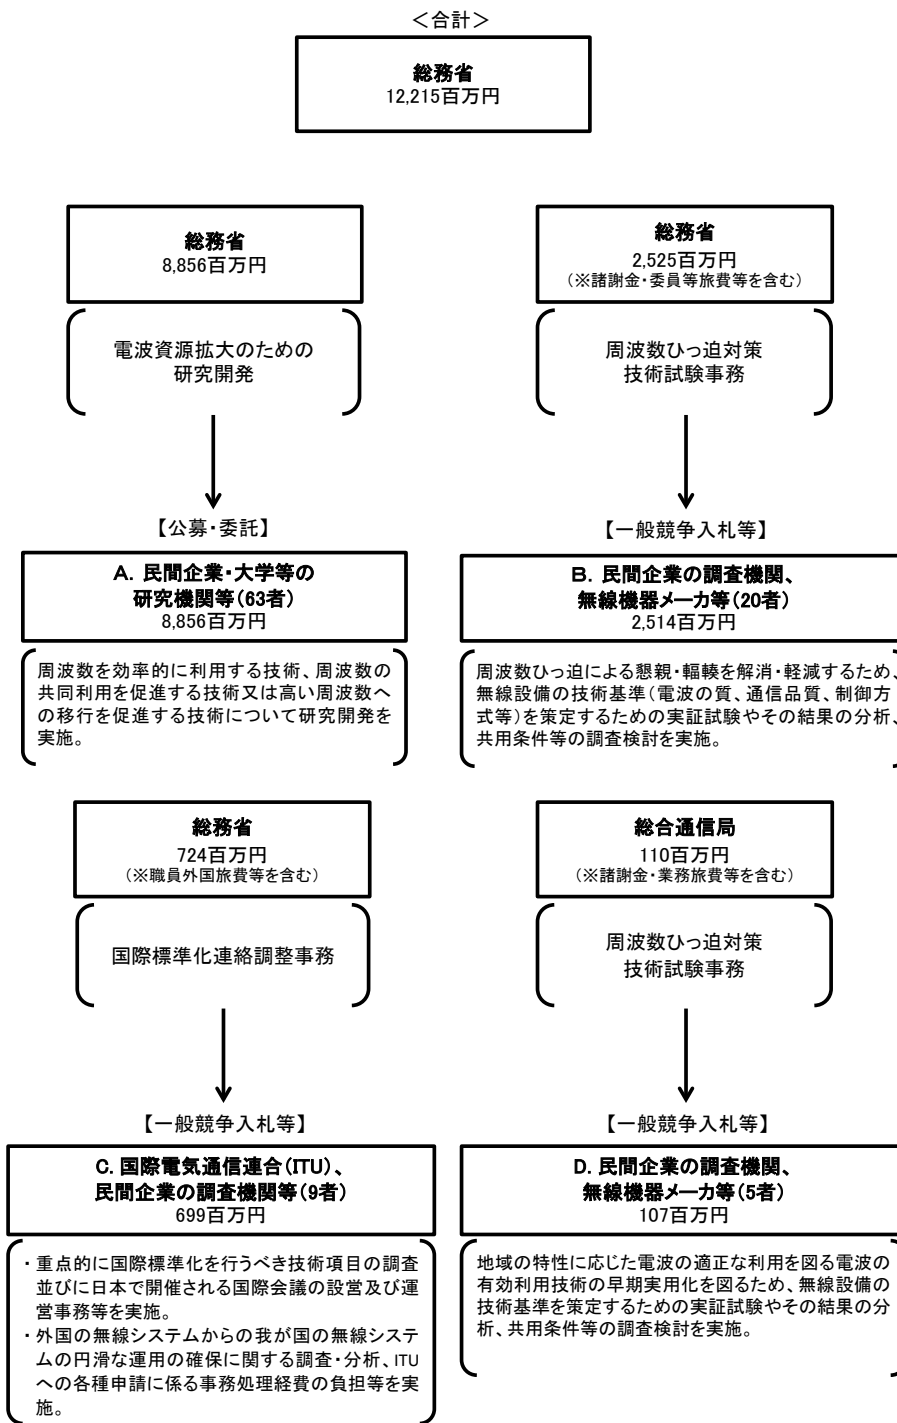 ＜合計＞
総務省
12,215百万円
総務省
8,856百万円
電波資源拡大のための
研究開発
【公募・委託】
A. 民間企業・大学等の
研究機関等（63者）
8,856百万円
周波数を効率的に利用する技術、周波数の
共同利用を促進する技術又は高い周波数へ
の移行を促進する技術について研究開発を
実施。
総務省
2,525百万円
（※諸謝金・委員等旅費等を含む）
周波数ひっ迫対策
技術試験事務
【一般競争入札等】
B. 民間企業の調査機関、
無線機器メーカ等（20者）
2,514百万円
周波数ひっ迫による懇親・輻輳を解消・軽減するため、
無線設備の技術基準（電波の質、通信品質、制御方
式等）を策定するための実証試験やその結果の分析、
共用条件等の調査検討を実施。
総務省
724百万円
（※職員外国旅費等を含む）
国際標準化連絡調整事務
【一般競争入札等】
C. 国際電気通信連合（ITU）、
民間企業の調査機関等（9者）
699百万円
・重点的に国際標準化を行うべき技術項目の調査
並びに日本で開催される国際会議の設営及び運
営事務等を実施。
・外国の無線システムからの我が国の無線システ
ムの円滑な運用の確保に関する調査・分析、ITU
への各種申請に係る事務処理経費の負担等を実
施。
総合通信局
110百万円
（※諸謝金・業務旅費等を含む）
周波数ひっ迫対策
技術試験事務
【一般競争入札等】
D. 民間企業の調査機関、
無線機器メーカ等（5者）
107百万円
地域の特性に応じた電波の適正な利用を図る電波の
有効利用技術の早期実用化を図るため、無線設備の
技術基準を策定するための実証試験やその結果の分
析、共用条件等の調査検討を実施。